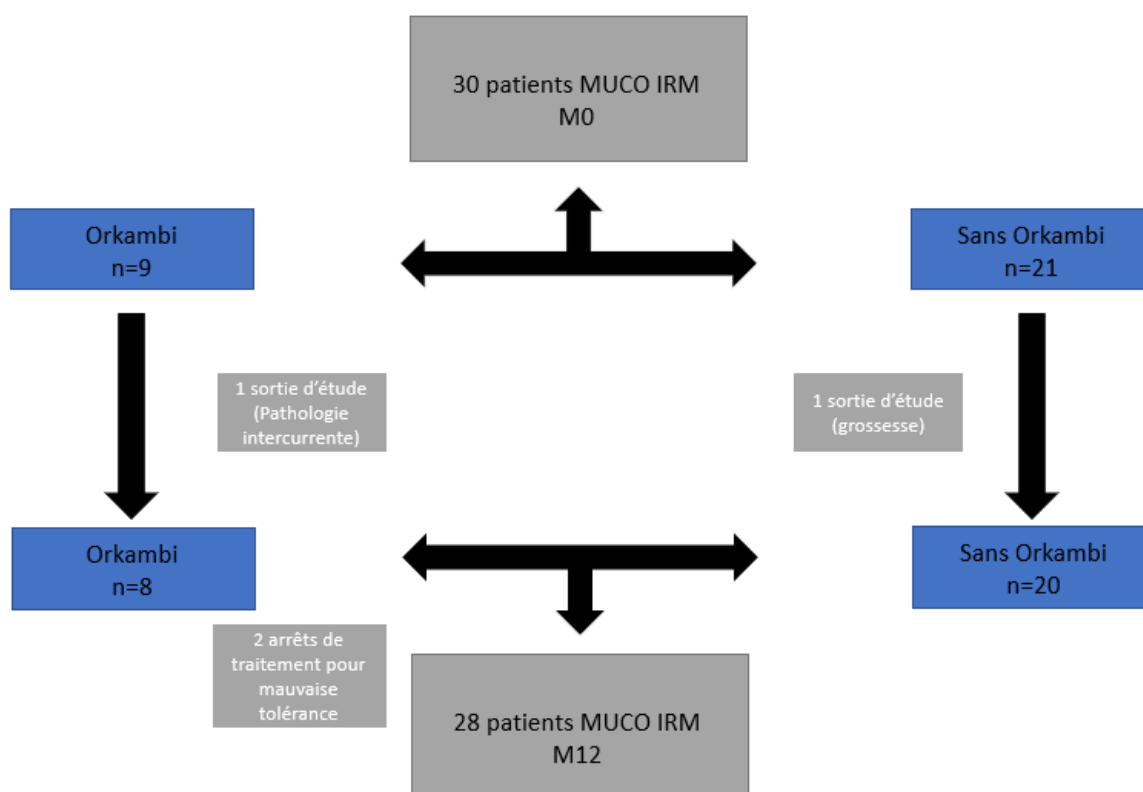 30 patients MUCO IRM
M0
Orkambi
n=9
Sans Orkambi
n=21
1 sortie d'étude
(Pathologie
intercurrente)
1 sortie d'étude
(grossesse)
Orkambi
n=8
Sans Orkambi
n=20
2 arrêts de
traitement pour
mauvaise
tolérance
28 patients MUCO IRM
M12